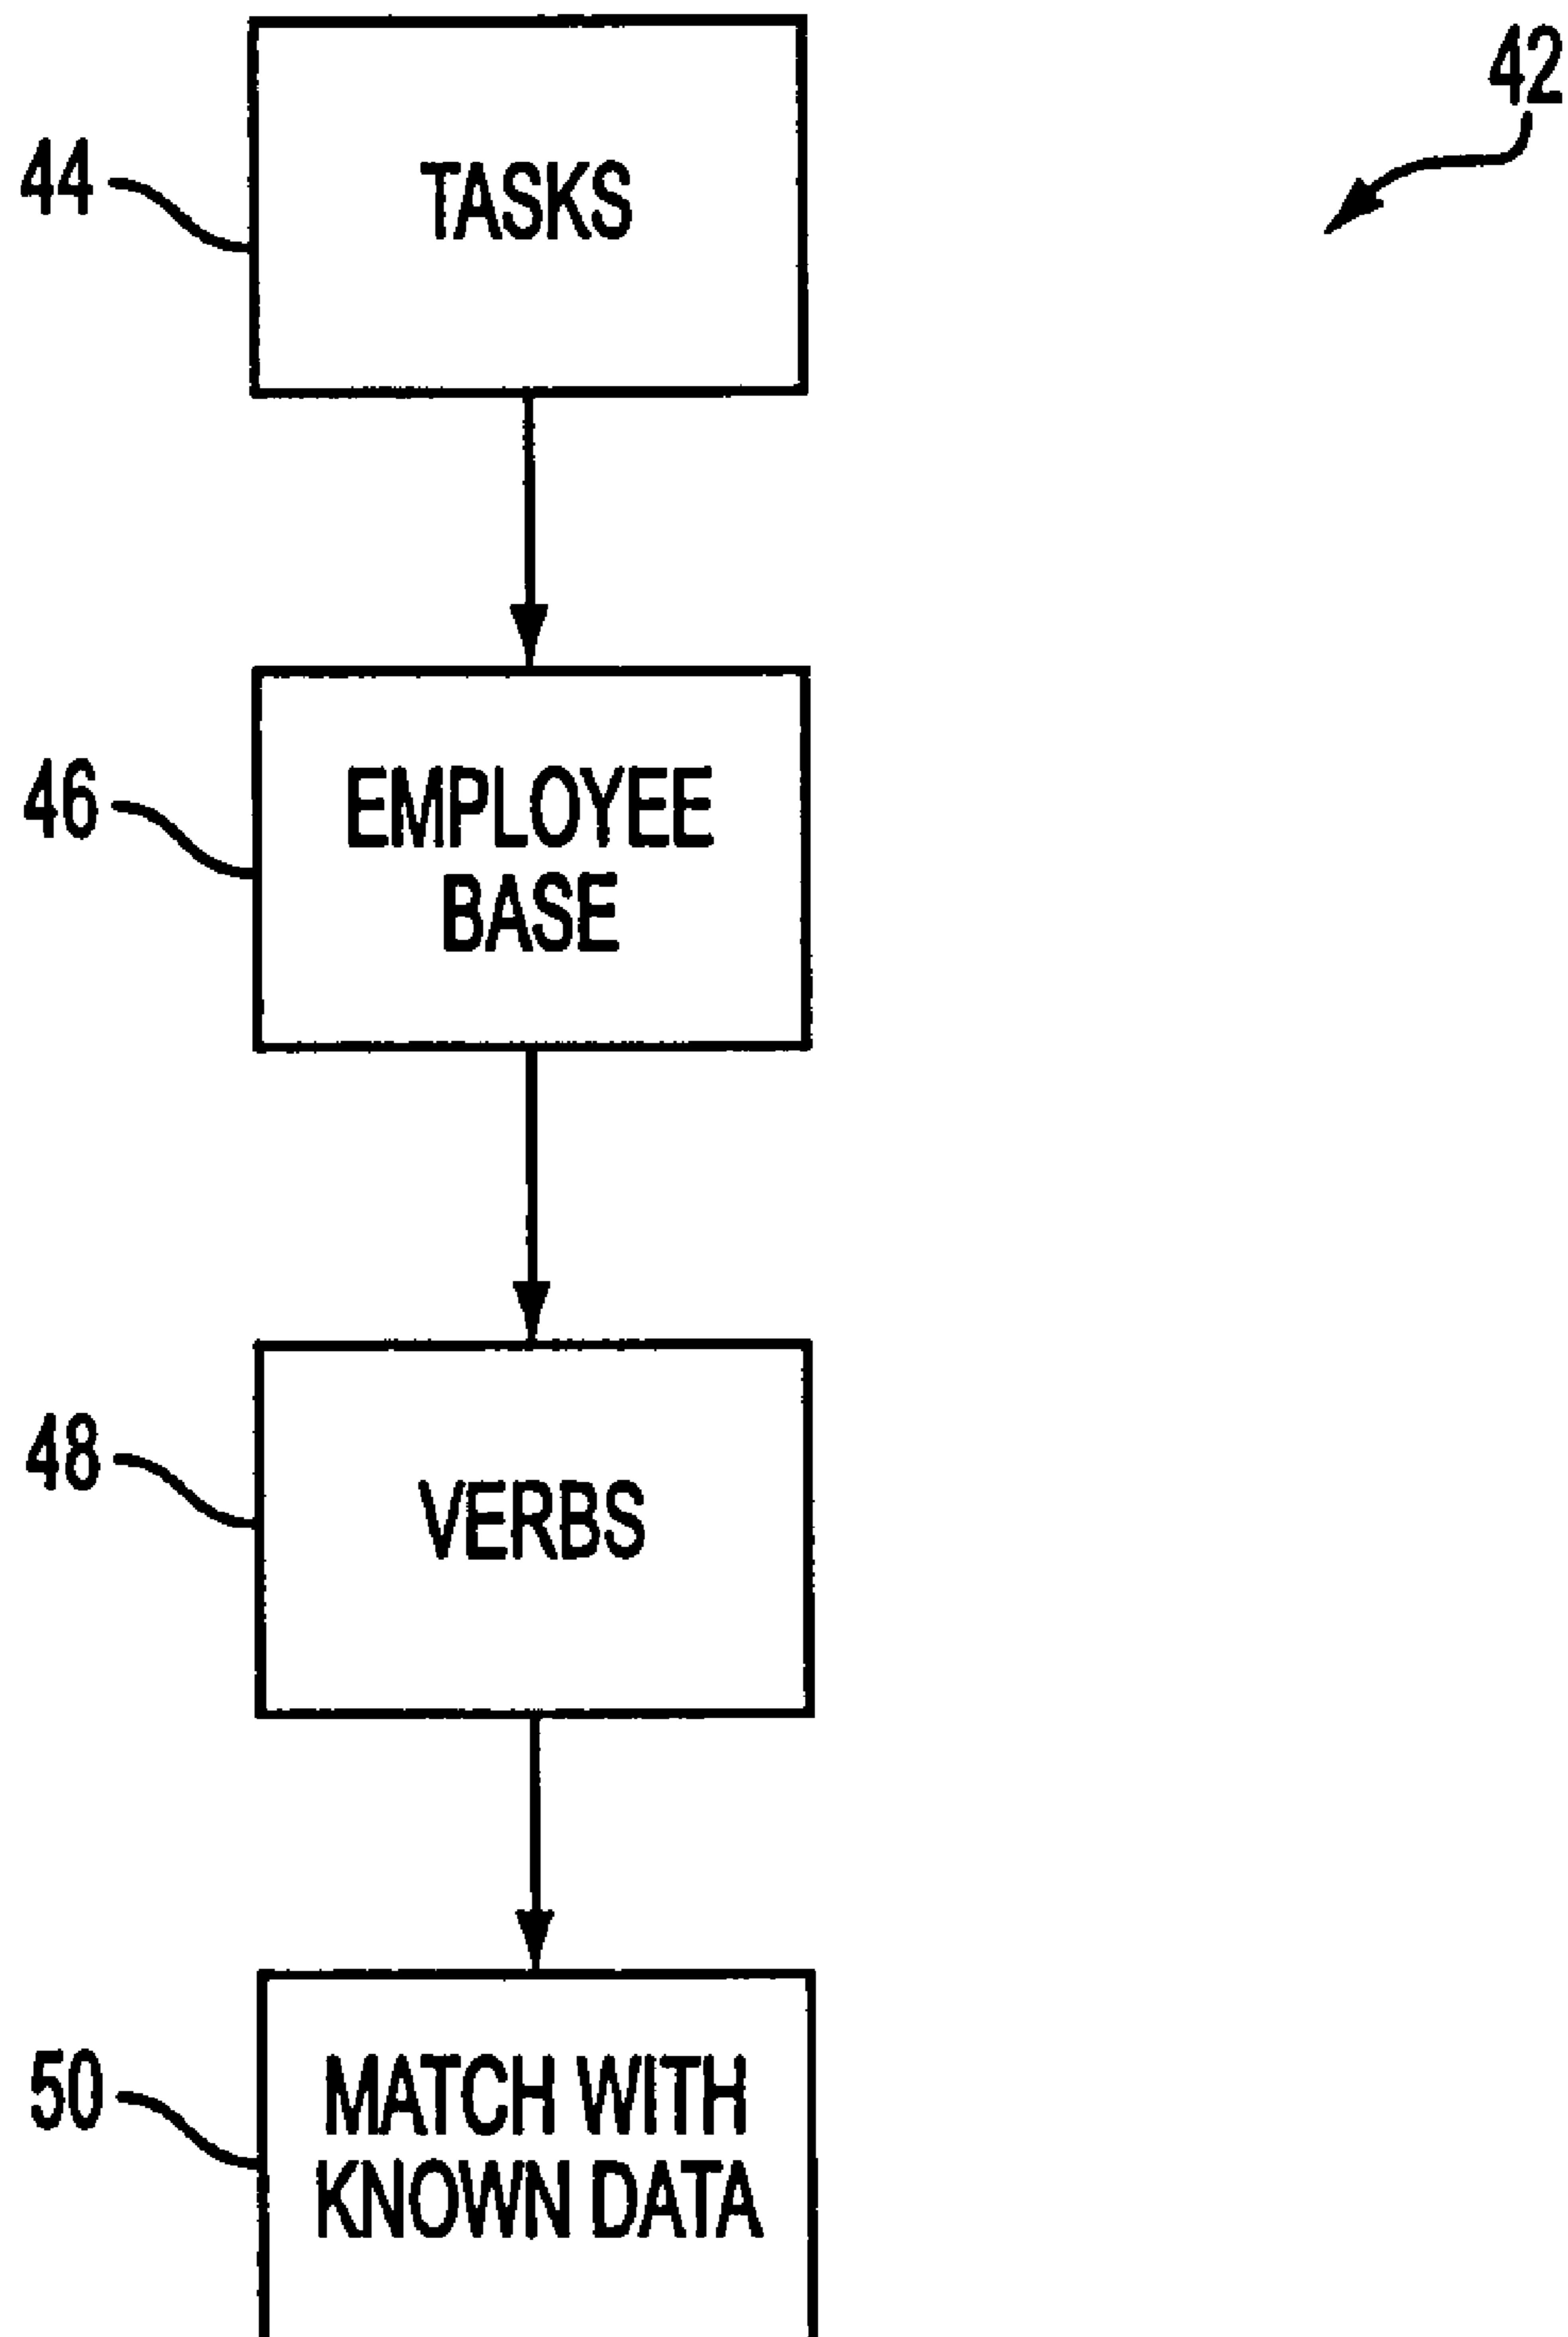 42
44
TASKS
46
EMPLOYEE
BASE
48
VERBS
50
MATCH WITH
KNOWN DATA